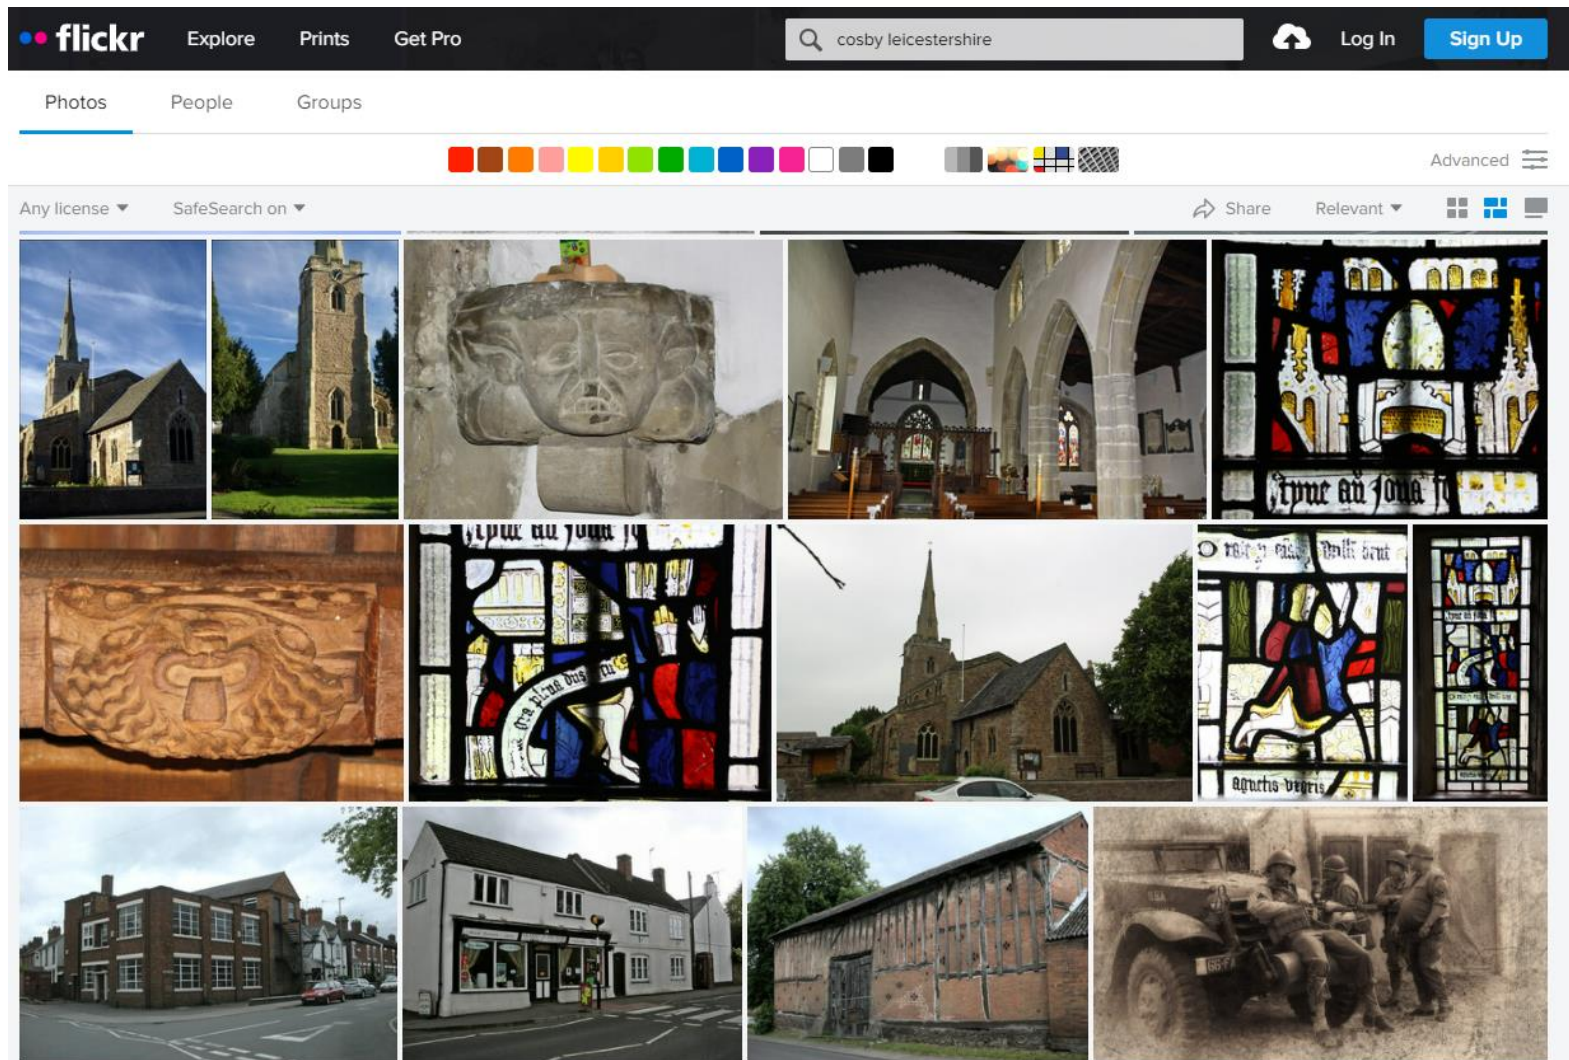 flickr Explore Prints Get Pro cosby leicestershire Log In Sign Up
Photos People Groups
Advanced
Any license SafeSearch on Share Relevant